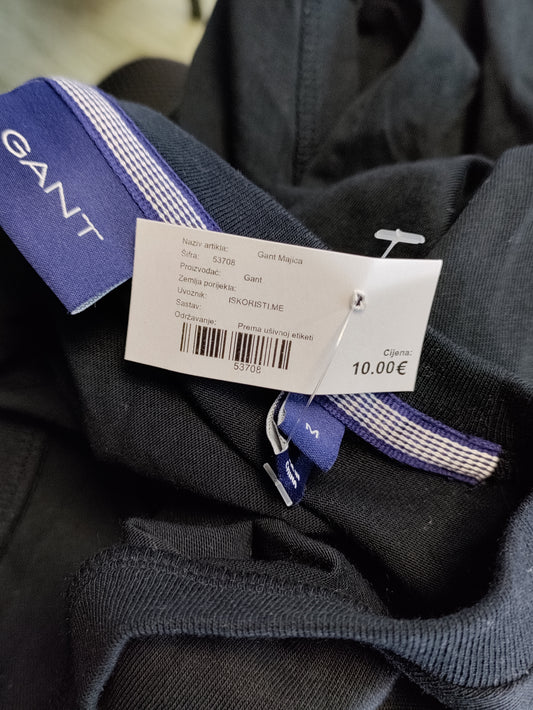 GANT
Naziv artikla: Gant Majica
Šifra: 53708
Proizvođač: Gant
Zemlja porijekla:
Uvoznik: ISKORISTI.ME
Sastav:
Održavanje: Prema ušivnoj etiketi
53708
Cijena:
10.00€
M